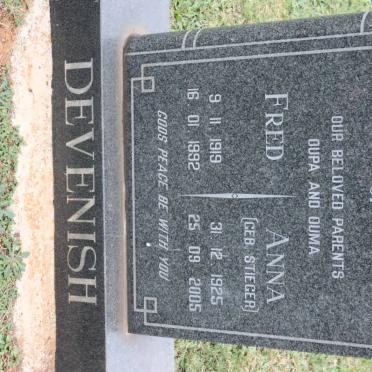 OUR BELOVED PARENTS
OUPA AND OUMA
FRED ANNA
(GEB. STIEGER)
9 11 1919 31 12 1925
16 01 1992 25 09 2005
GODS PEACE BE WITH YOU
DEVENISH